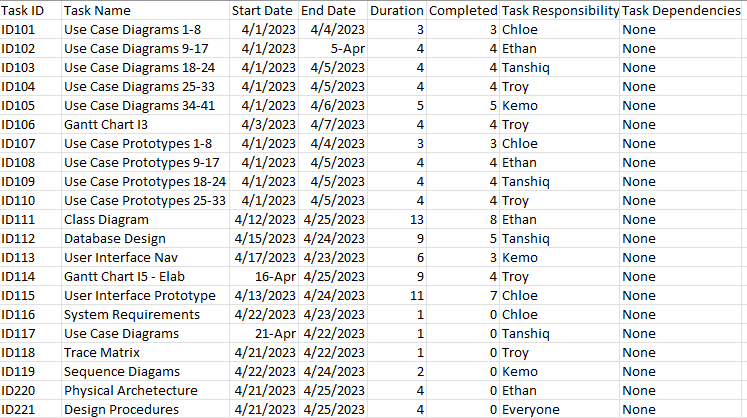 Task ID Task Name Start Date End Date Duration Completed Task Responsibility Task Dependencies
ID101 Use Case Diagrams 1-8 4/1/2023 4/4/2023 3 3 Chloe None
ID102 Use Case Diagrams 9-17 4/1/2023 5-Apr 4 4 Ethan None
ID103 Use Case Diagrams 18-24 4/1/2023 4/5/2023 4 4 Tanshiq None
ID104 Use Case Diagrams 25-33 4/1/2023 4/5/2023 4 4 Troy None
ID105 Use Case Diagrams 34-41 4/1/2023 4/6/2023 5 5 Kemo None
ID106 Gantt Chart I3 4/3/2023 4/7/2023 4 4 Troy None
ID107 Use Case Prototypes 1-8 4/1/2023 4/4/2023 3 3 Chloe None
ID108 Use Case Prototypes 9-17 4/1/2023 4/5/2023 4 4 Ethan None
ID109 Use Case Prototypes 18-24 4/1/2023 4/5/2023 4 4 Tanshiq None
ID110 Use Case Prototypes 25-33 4/1/2023 4/5/2023 4 4 Troy None
ID111 Class Diagram 4/12/2023 4/25/2023 13 8 Ethan None
ID112 Database Design 4/15/2023 4/24/2023 9 5 Tanshiq None
ID113 User Interface Nav 4/17/2023 4/23/2023 6 3 Kemo None
ID114 Gantt Chart I5 - Elab 16-Apr 4/25/2023 9 4 Troy None
ID115 User Interface Prototype 4/13/2023 4/24/2023 11 7 Chloe None
ID116 System Requirements 4/22/2023 4/23/2023 1 0 Chloe None
ID117 Use Case Diagrams 21-Apr 4/22/2023 1 0 Tanshiq None
ID118 Trace Matrix 4/21/2023 4/22/2023 1 0 Troy None
ID119 Sequence Diagams 4/22/2023 4/24/2023 2 0 Kemo None
ID220 Physical Archetecture 4/21/2023 4/25/2023 4 0 Ethan None
ID221 Design Procedures 4/21/2023 4/25/2023 4 0 Everyone None